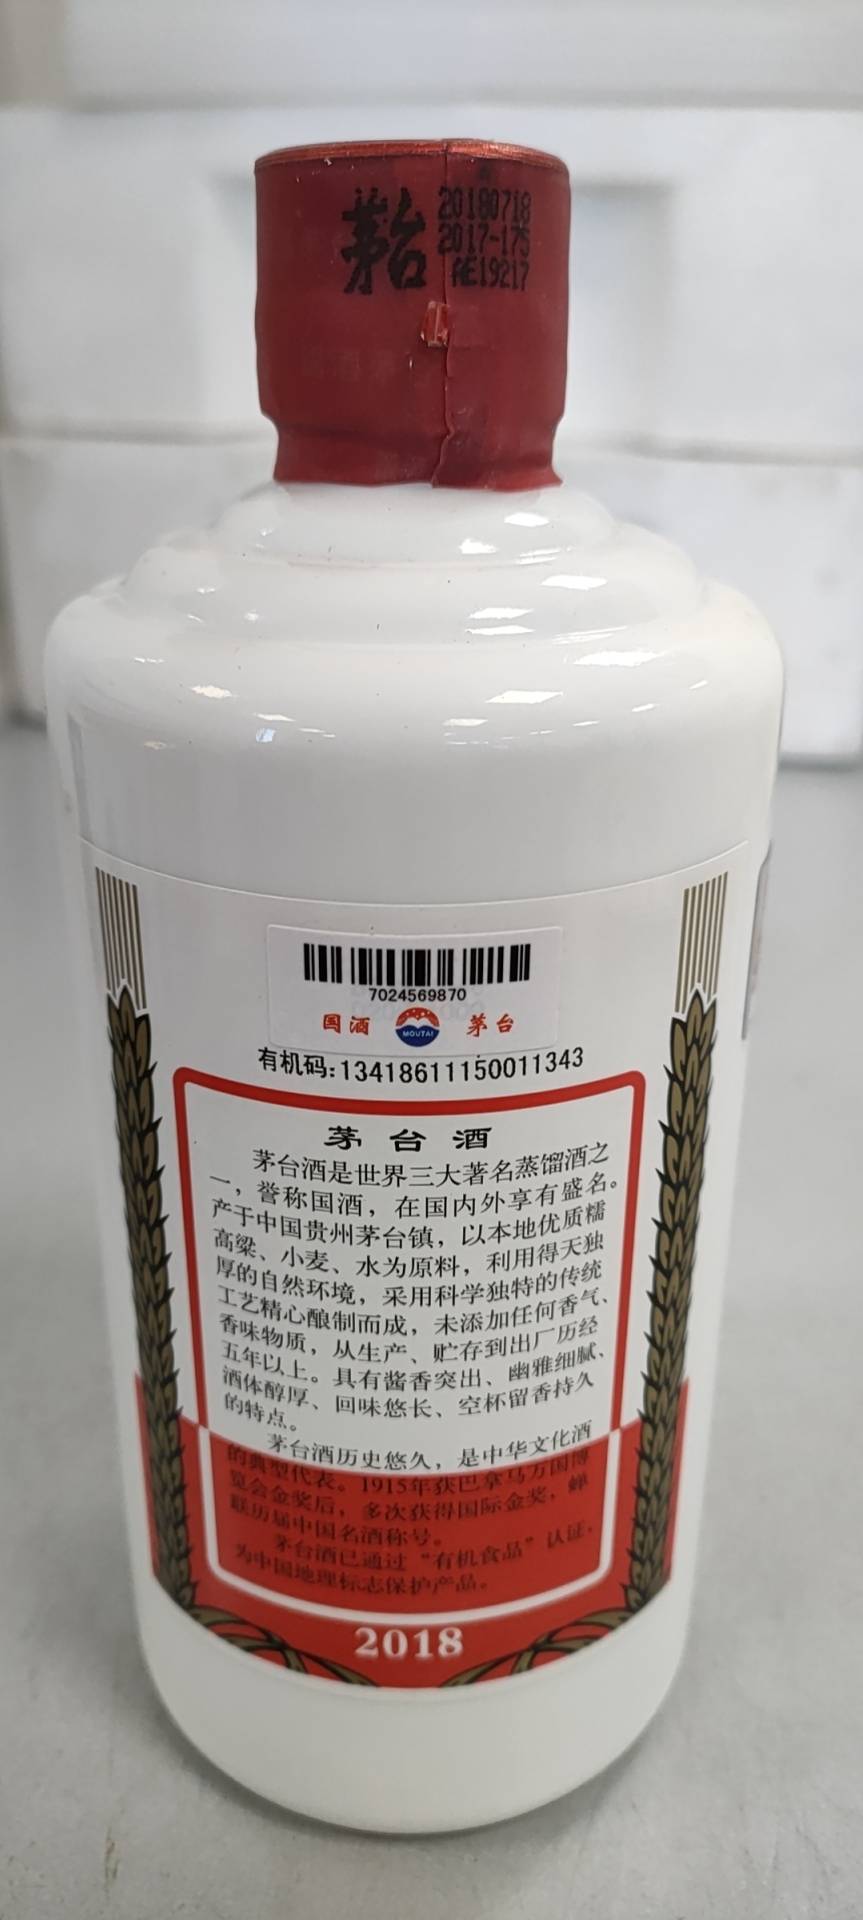 茅台
20180718
2017-175
AE19217
7024569870
国酒 MOUTAI 茅台
有机码:13418611150011343
茅台酒
茅台酒是世界三大著名蒸馏酒之
一，誉称国酒，在国内外享有盛名。
产于中国贵州茅台镇，以本地优质糯
高粱、小麦、水为原料，利用得天独
厚的自然环境，采用科学独特的传统
工艺精心酿制而成，未添加任何香气、
香味物质，从生产、贮存到出厂历经
五年以上。具有酱香突出、幽雅细腻、
酒体醇厚、回味悠长、空杯留香持久
的特点。
茅台酒历史悠久，是中华文化酒
的典型代表。1915年获巴拿马万国博
览会金奖后，多次获得国际金奖，蝉
联历届中国名酒称号。
茅台酒已通过“有机食品”认证，
为中国地理标志保护产品。
2018